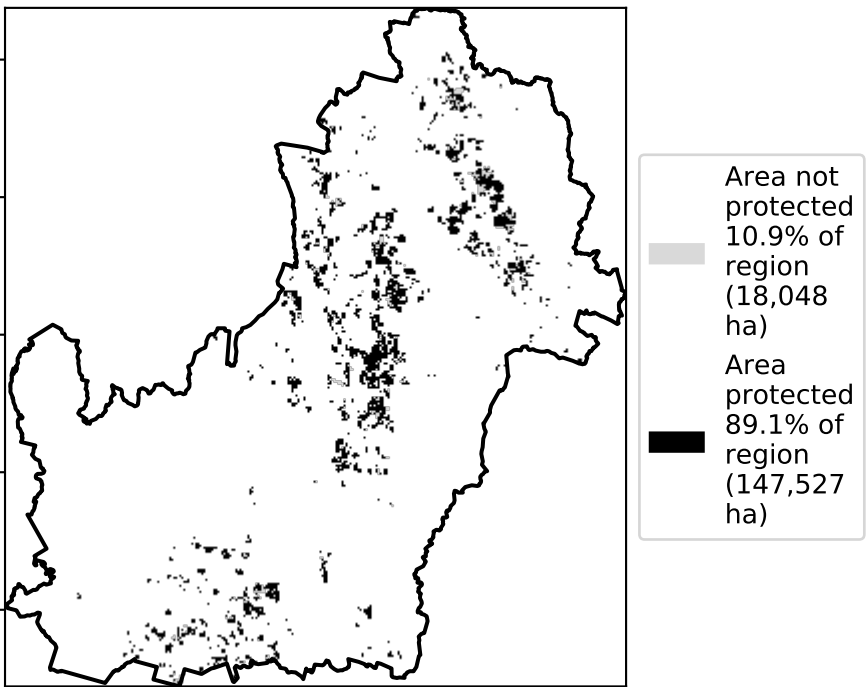 Area not
protected
10.9% of
region
(18,048
ha)
Area
protected
89.1% of
region
(147,527
ha)